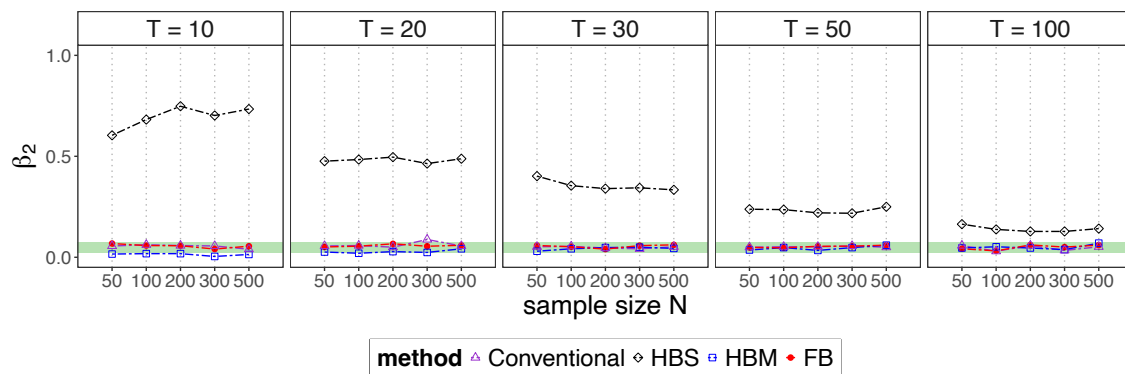 T = 10 T = 20 T = 30 T = 50 T = 100
1.0
0.5
0.0
β₂
50 100 200 300 500 50 100 200 300 500 50 100 200 300 500 50 100 200 300 500 50 100 200 300 500
sample size N
method Conventional HBS HBM FB